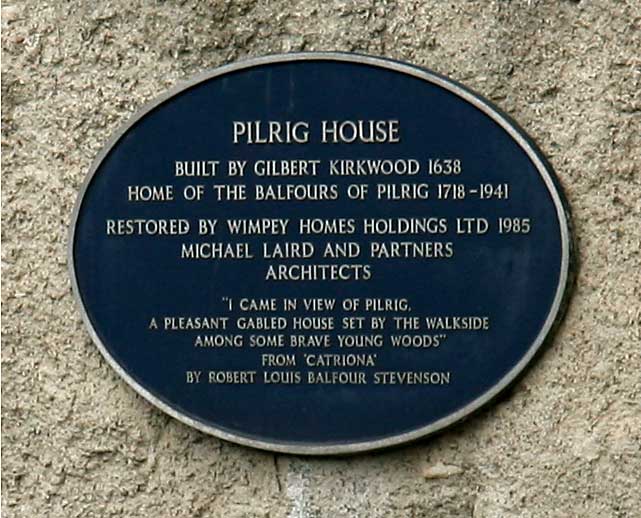 PILRIG HOUSE
BUILT BY GILBERT KIRKWOOD 1638
HOME OF THE BALFOURS OF PILRIG 1718-1941
RESTORED BY WIMPEY HOMES HOLDINGS LTD 1985
MICHAEL LAIRD AND PARTNERS
ARCHITECTS
"I CAME IN VIEW OF PILRIG,
A PLEASANT GABLED HOUSE SET BY THE WALKSIDE
AMONG SOME BRAVE YOUNG WOODS"
FROM 'CATRIONA'
BY ROBERT LOUIS BALFOUR STEVENSON